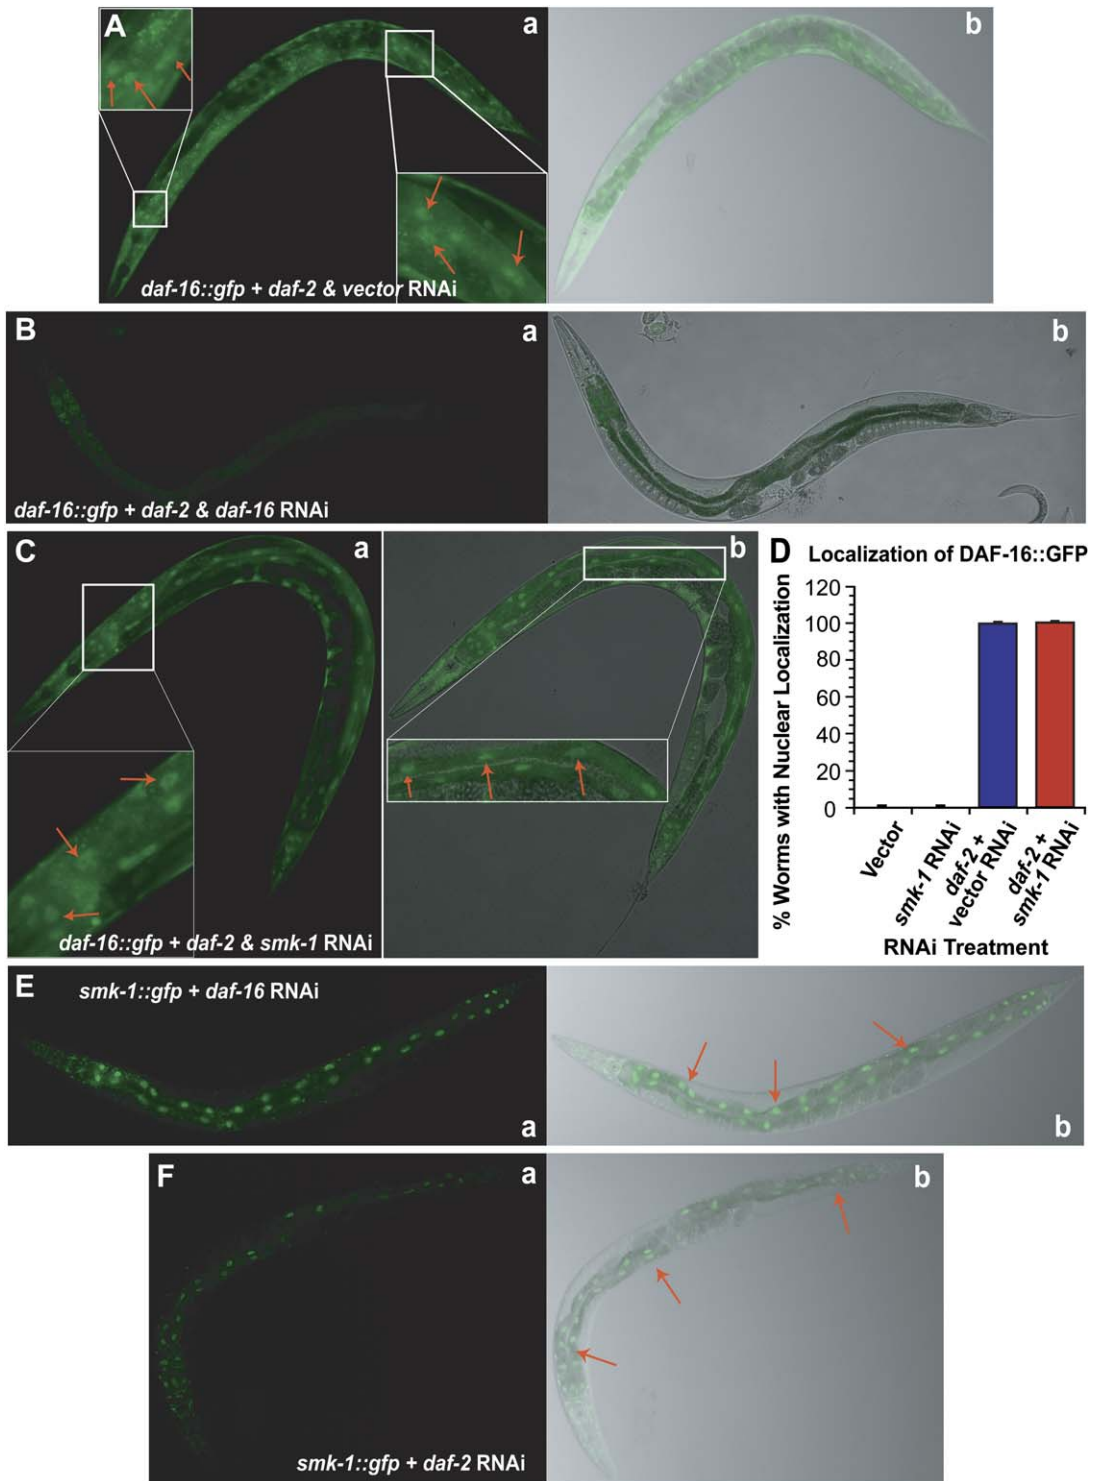 A
a
b
daf-16::gfp + daf-2 & vector RNAi
B
a
b
daf-16::gfp + daf-2 & daf-16 RNAi
C
a
b
daf-16::gfp + daf-2 & smk-1 RNAi
D Localization of DAF-16::GFP
% Worms with Nuclear Localization
120
100
80
60
40
20
0
Vector
smk-1 RNAi
daf-2 +
vector RNAi
daf-2 +
smk-1 RNAi
RNAi Treatment
E
smk-1::gfp + daf-16 RNAi
a
b
F
a
b
smk-1::gfp + daf-2 RNAi